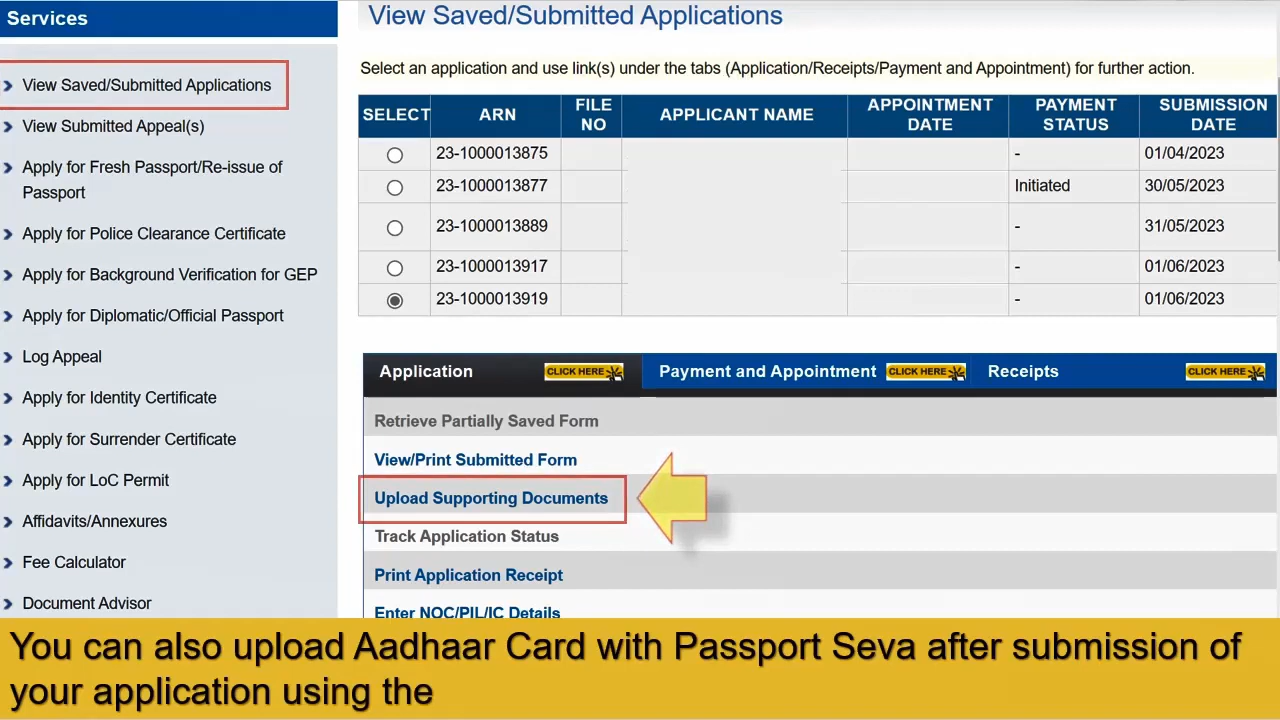 Services
View Saved/Submitted Applications
View Submitted Appeal(s)
Apply for Fresh Passport/Re-issue of
Passport
Apply for Police Clearance Certificate
Apply for Background Verification for GEP
Apply for Diplomatic/Official Passport
Log Appeal
Apply for Identity Certificate
Apply for Surrender Certificate
Apply for LoC Permit
Affidavits/Annexures
Fee Calculator
Document Advisor
View Saved/Submitted Applications
Select an application and use link(s) under the tabs (Application/Receipts/Payment and Appointment) for further action.
SELECT ARN FILE NO APPLICANT NAME APPOINTMENT DATE PAYMENT STATUS SUBMISSION DATE
23-1000013875 - 01/04/2023
23-1000013877 Initiated 30/05/2023
23-1000013889 - 31/05/2023
23-1000013917 - 01/06/2023
23-1000013919 - 01/06/2023
Application CLICK HERE Payment and Appointment CLICK HERE Receipts CLICK HERE
Retrieve Partially Saved Form
View/Print Submitted Form
Upload Supporting Documents
Track Application Status
Print Application Receipt
Enter NOC/PIL/IC Details
You can also upload Aadhaar Card with Passport Seva after submission of
your application using the